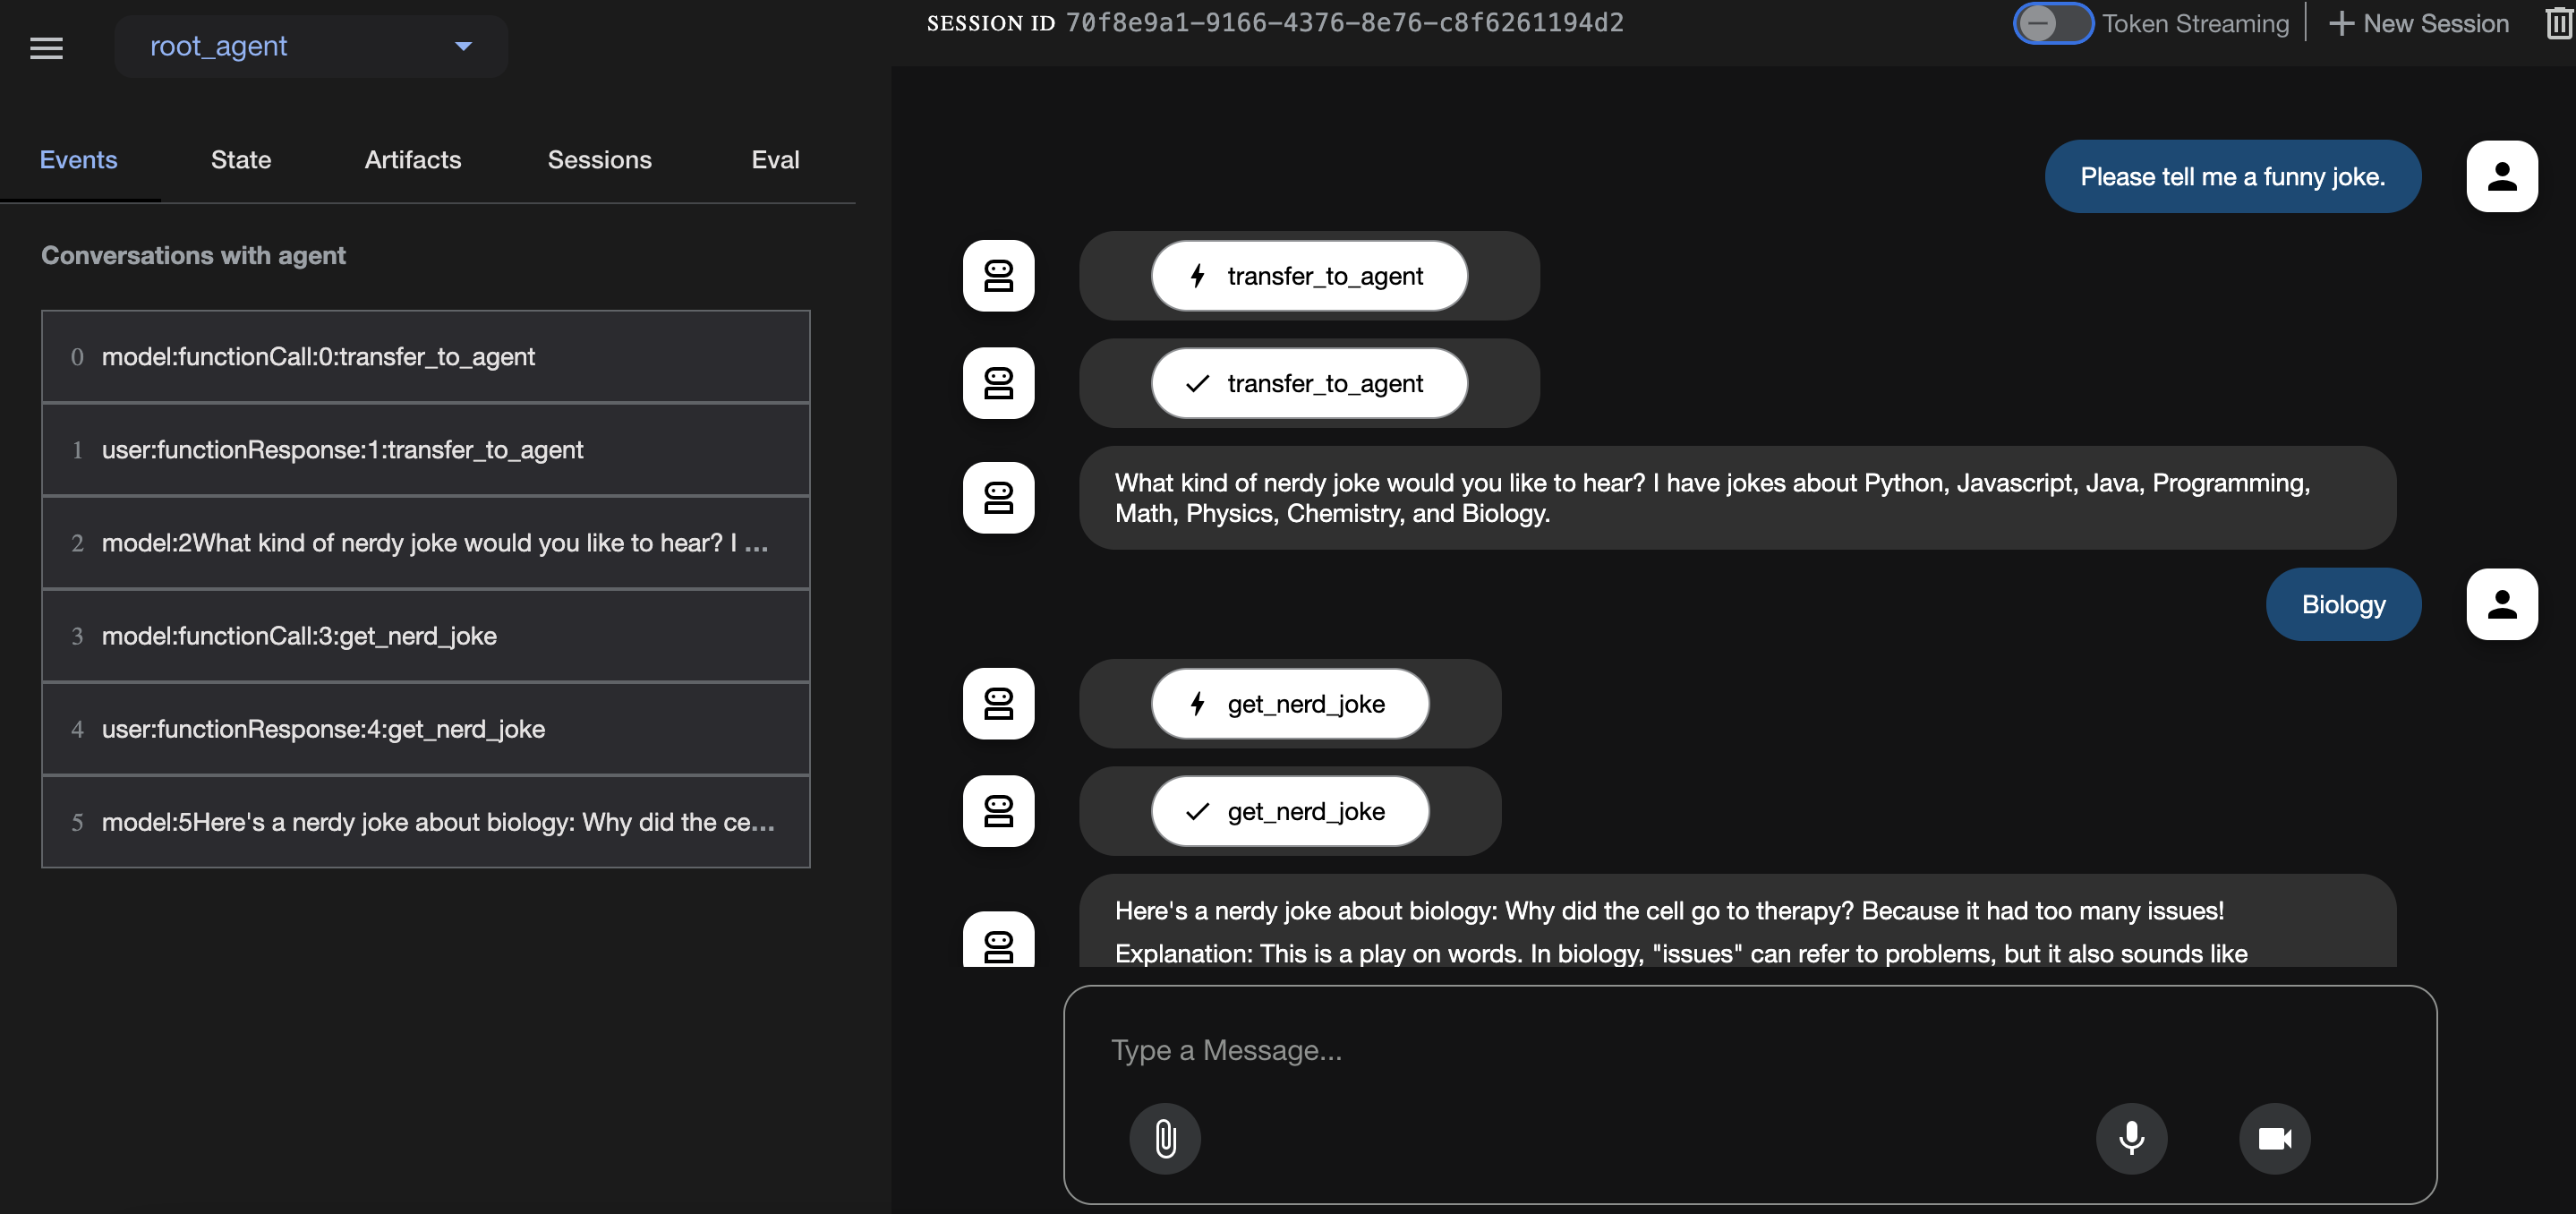 root_agent
SESSION ID 70f8e9a1-9166-4376-8e76-c8f6261194d2
Token Streaming
New Session
Events
State
Artifacts
Sessions
Eval
Conversations with agent
0 model:functionCall:0:transfer_to_agent
1 user:functionResponse:1:transfer_to_agent
2 model:2What kind of nerdy joke would you like to hear? I ...
3 model:functionCall:3:get_nerd_joke
4 user:functionResponse:4:get_nerd_joke
5 model:5Here's a nerdy joke about biology: Why did the ce...
Please tell me a funny joke.
transfer_to_agent
transfer_to_agent
What kind of nerdy joke would you like to hear? I have jokes about Python, Javascript, Java, Programming,
Math, Physics, Chemistry, and Biology.
Biology
get_nerd_joke
get_nerd_joke
Here's a nerdy joke about biology: Why did the cell go to therapy? Because it had too many issues!
Explanation: This is a play on words. In biology, "issues" can refer to problems, but it also sounds like
Type a Message...